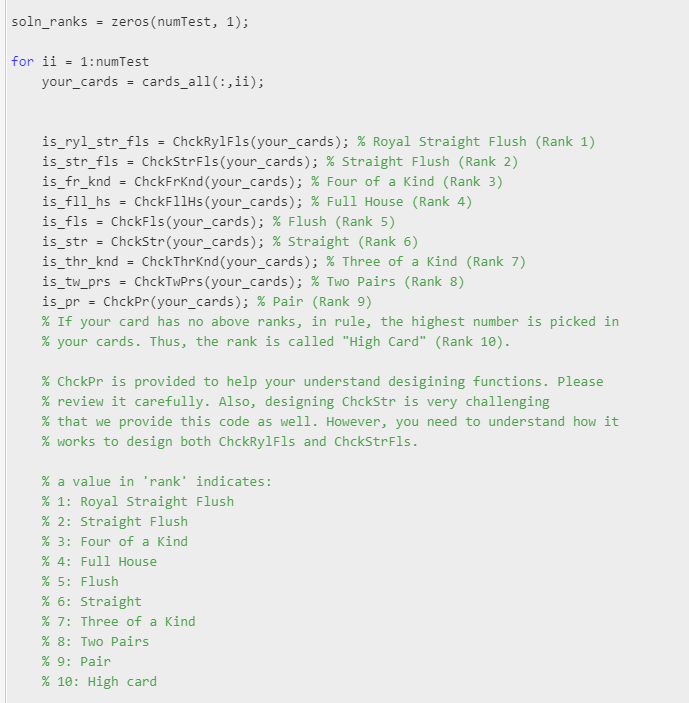 soln_ranks = zeros(numTest, 1);
for ii = 1:numTest
your_cards = cards_all(:,ii);
is_ryl_str_fls = ChckRylFls(your_cards); % Royal Straight Flush (Rank 1)
is_str_fls = ChckStrFls(your_cards); % Straight Flush (Rank 2)
is_fr_knd = ChckFrKnd(your_cards); % Four of a Kind (Rank 3)
is_fll_hs = ChckFllHs(your_cards); % Full House (Rank 4)
is_fls = ChckFls(your_cards); % Flush (Rank 5)
is_str = ChckStr(your_cards); % Straight (Rank 6)
is_thr_knd = ChckThrKnd(your_cards); % Three of a Kind (Rank 7)
is_tw_prs = ChckTwPrs(your_cards); % Two Pairs (Rank 8)
is_pr = ChckPr(your_cards); % Pair (Rank 9)
% If your card has no above ranks, in rule, the highest number is picked in
% your cards. Thus, the rank is called "High Card" (Rank 10).
% ChckPr is provided to help your understand desigining functions. Please
% review it carefully. Also, designing ChckStr is very challenging
% that we provide this code as well. However, you need to understand how it
% works to design both ChckRylFls and ChckStrFls.
% a value in 'rank' indicates:
% 1: Royal Straight Flush
% 2: Straight Flush
% 3: Four of a Kind
% 4: Full House
% 5: Flush
% 6: Straight
% 7: Three of a Kind
% 8: Two Pairs
% 9: Pair
% 10: High card